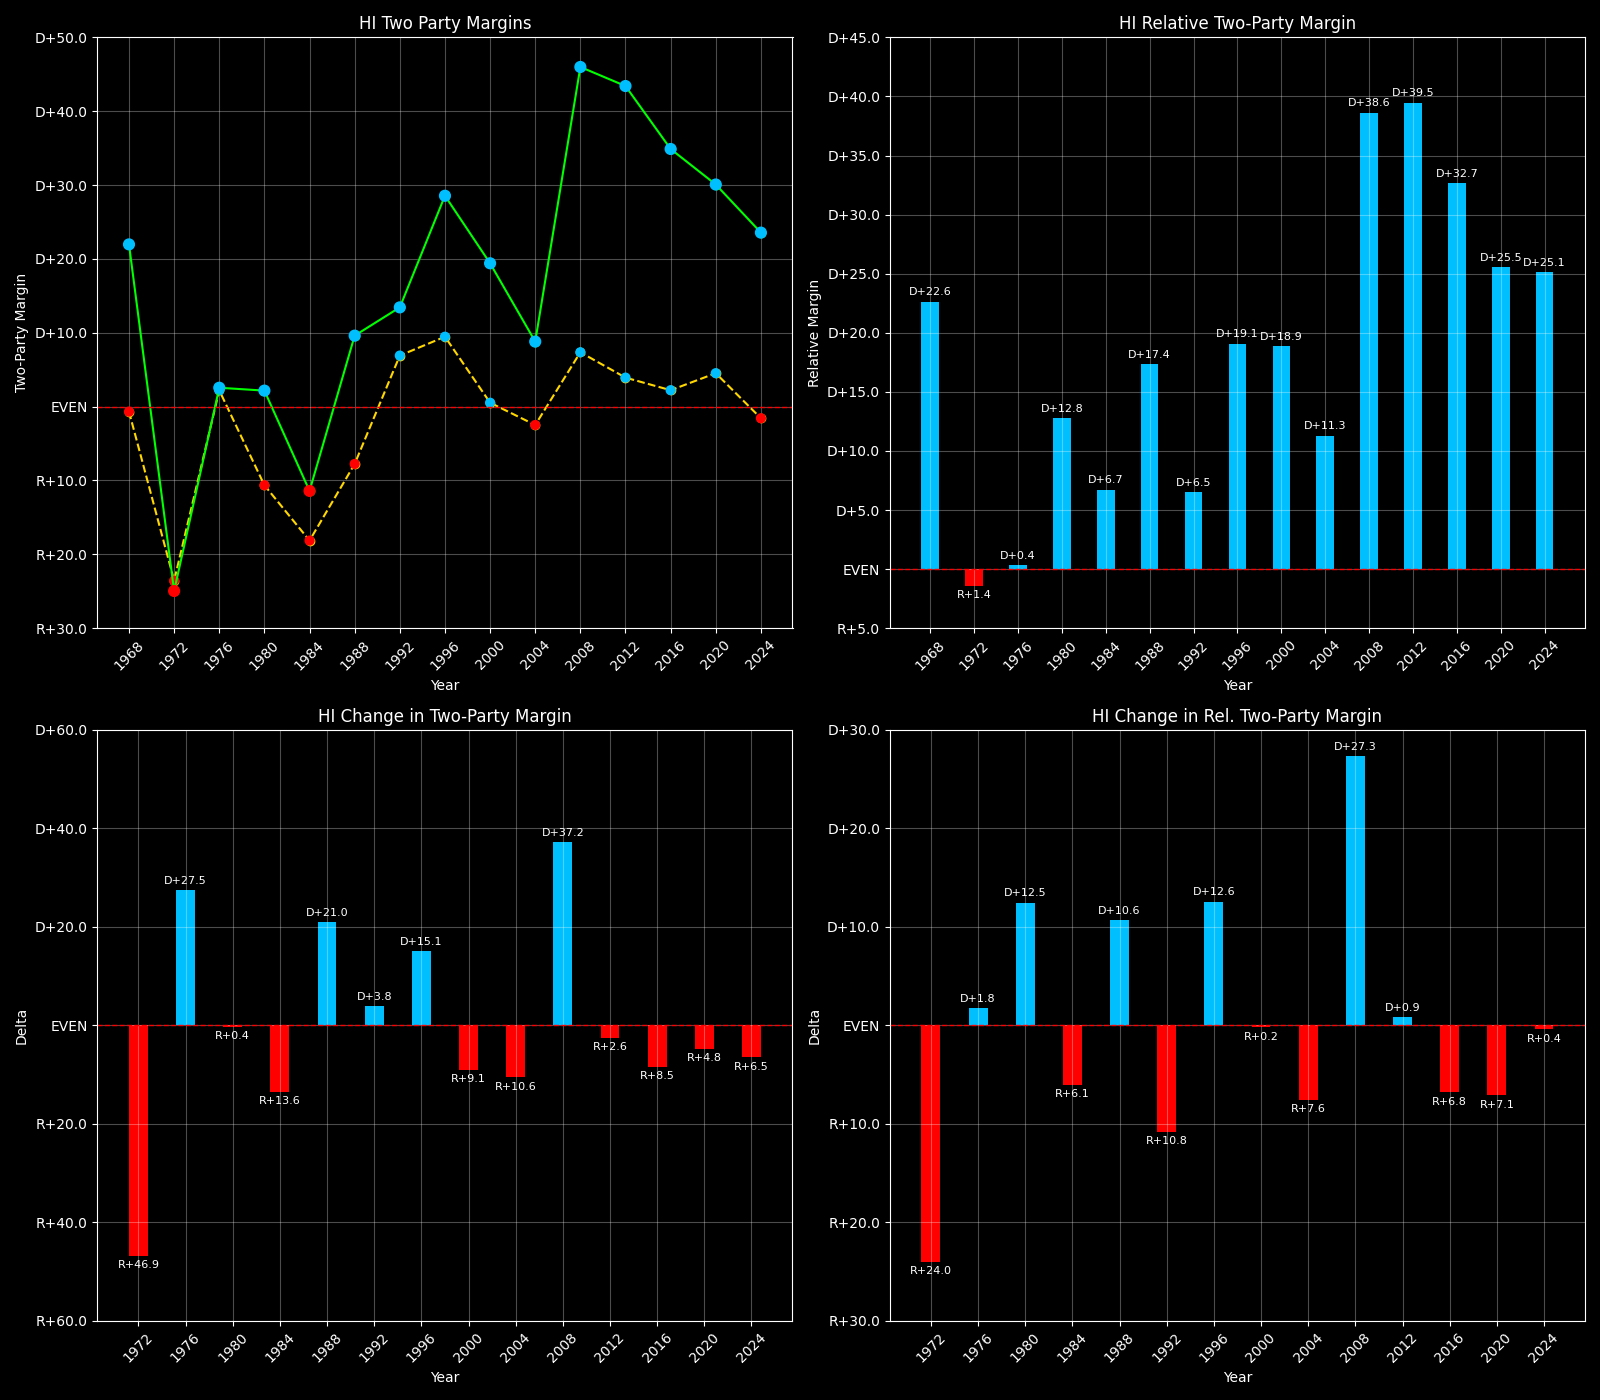 HI Two Party Margins
D+50.0
D+40.0
D+30.0
D+20.0
D+10.0
EVEN
R+10.0
R+20.0
R+30.0
Two-Party Margin
1968 1972 1976 1980 1984 1988 1992 1996 2000 2004 2008 2012 2016 2020 2024
Year
HI Relative Two-Party Margin
D+45.0
D+40.0
D+35.0
D+30.0
D+25.0
D+20.0
D+15.0
D+10.0
D+5.0
EVEN
R+5.0
Relative Margin
D+22.6
R+1.4
D+0.4
D+12.8
D+6.7
D+17.4
D+6.5
D+19.1
D+18.9
D+11.3
D+38.6
D+39.5
D+32.7
D+25.5
D+25.1
1968 1972 1976 1980 1984 1988 1992 1996 2000 2004 2008 2012 2016 2020 2024
Year
HI Change in Two-Party Margin
D+60.0
D+40.0
D+20.0
EVEN
R+20.0
R+40.0
R+60.0
Delta
R+46.9
D+27.5
R+0.4
R+13.6
D+21.0
D+3.8
D+15.1
R+9.1
R+10.6
D+37.2
R+2.6
R+8.5
R+4.8
R+6.5
1972 1976 1980 1984 1988 1992 1996 2000 2004 2008 2012 2016 2020 2024
Year
HI Change in Rel. Two-Party Margin
D+30.0
D+20.0
D+10.0
EVEN
R+10.0
R+20.0
R+30.0
Delta
R+24.0
D+1.8
D+12.5
R+6.1
D+10.6
R+10.8
D+12.6
R+0.2
R+7.6
D+27.3
D+0.9
R+6.8
R+7.1
R+0.4
1972 1976 1980 1984 1988 1992 1996 2000 2004 2008 2012 2016 2020 2024
Year